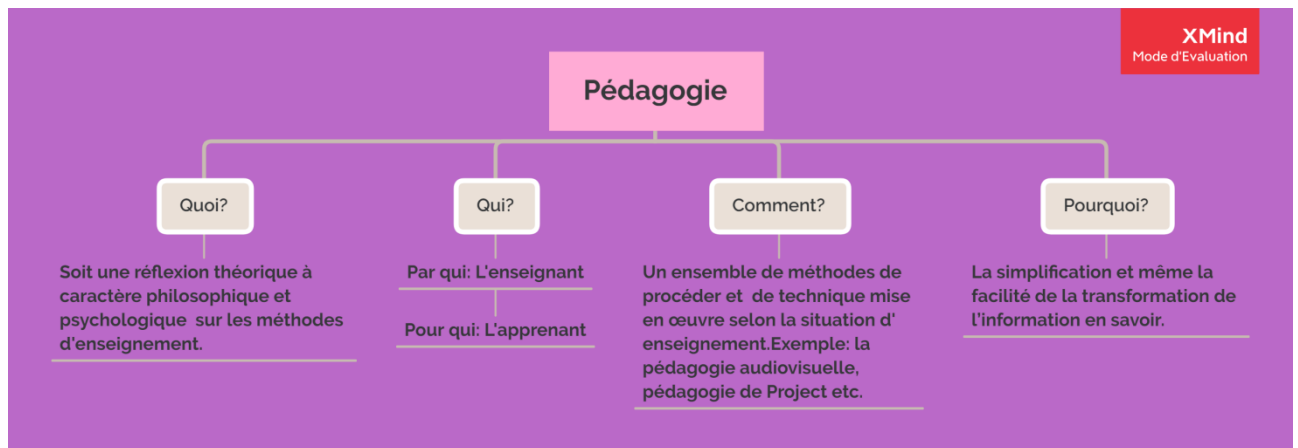 XMind
Mode d'Evaluation
Pédagogie
Quoi?
Qui?
Comment?
Pourquoi?
Soit une réflexion théorique à
caractère philosophique et
psychologique sur les méthodes
d'enseignement.
Par qui: L'enseignant
Pour qui: L'apprenant
Un ensemble de méthodes de
procéder et de technique mise
en œuvre selon la situation d'
enseignement.Exemple: la
pédagogie audiovisuelle,
pédagogie de Project etc.
La simplification et même la
facilité de la transformation de
l'information en savoir.